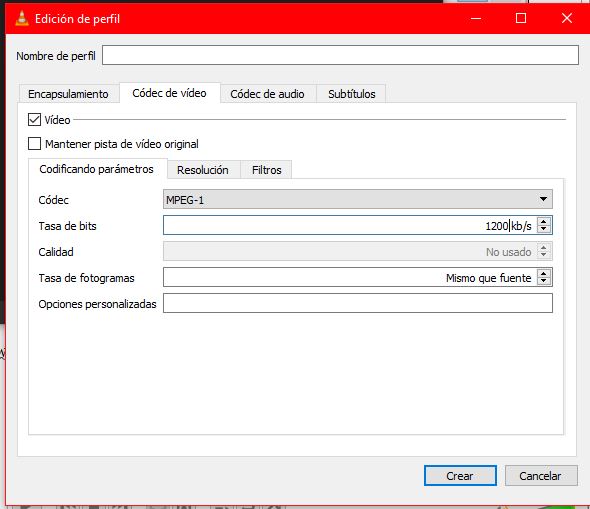 Edición de perfil
Nombre de perfil
Encapsulamiento Códec de vídeo Códec de audio Subtítulos
Vídeo
Mantener pista de vídeo original
Codificando parámetros Resolución Filtros
Códec MPEG-1
Tasa de bits 1200 kb/s
Calidad No usado
Tasa de fotogramas Mismo que fuente
Opciones personalizadas
Crear Cancelar